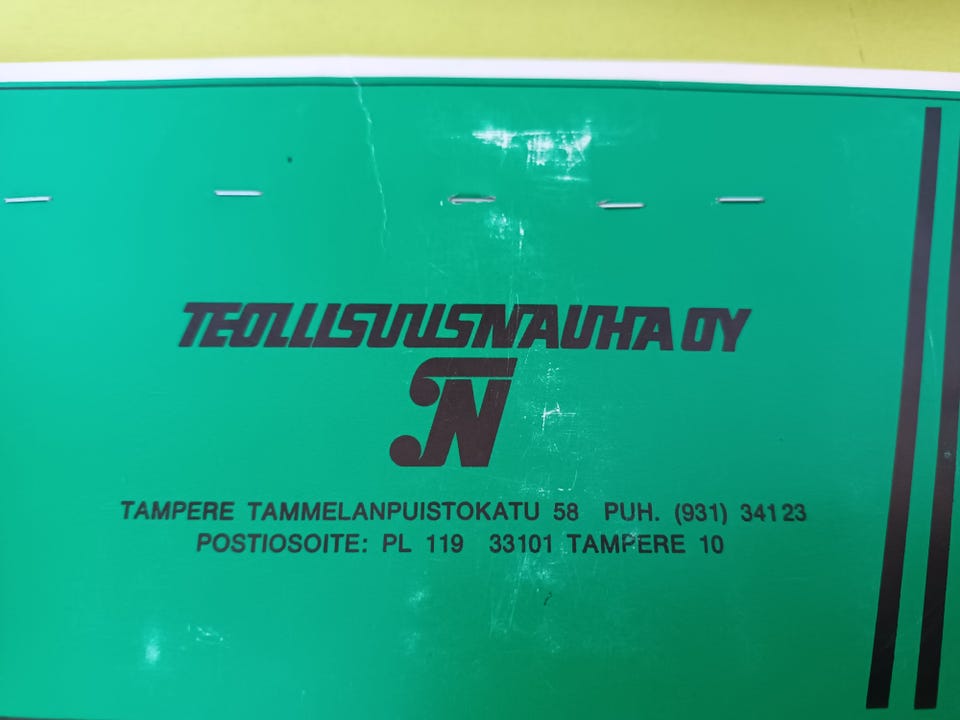 TEOLLISUUSNAUHA OY
TN
TAMPERE TAMMELANPUISTOKATU 58 PUH. (931) 34123
POSTIOSOITE: PL 119 33101 TAMPERE 10